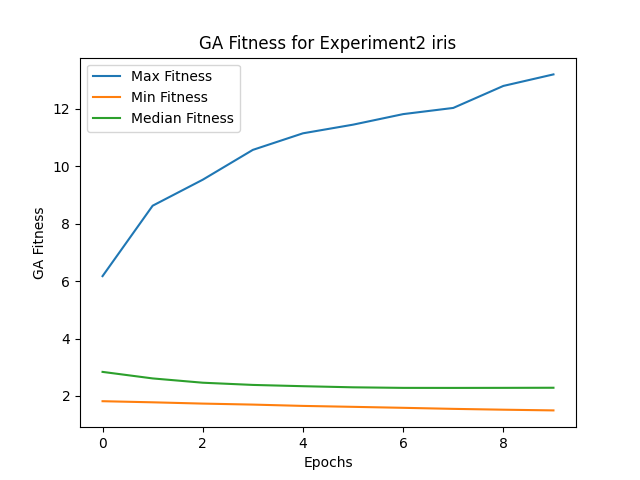 GA Fitness for Experiment2 iris
Max Fitness
Min Fitness
Median Fitness
GA Fitness
12
10
8
6
4
2
0 2 4 6 8
Epochs